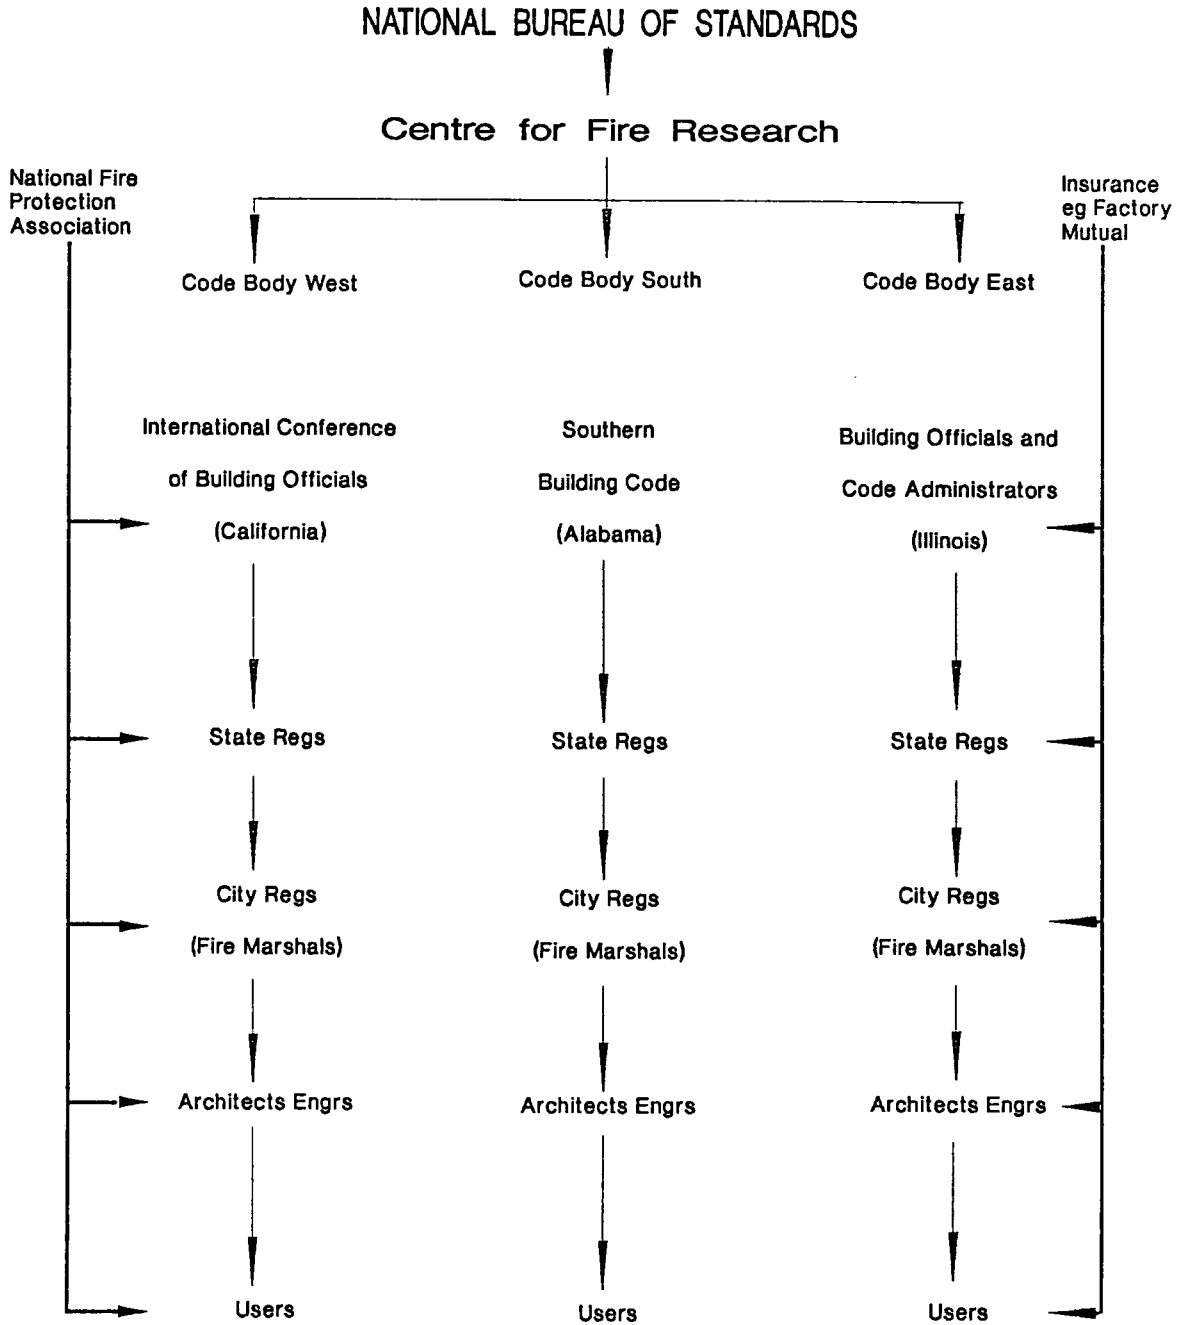 NATIONAL BUREAU OF STANDARDS
Centre for Fire Research
National Fire
Protection
Association
Insurance
eg Factory
Mutual
Code Body West
Code Body South
Code Body East
International Conference
of Building Officials
(California)
Southern
Building Code
(Alabama)
Building Officials and
Code Administrators
(Illinois)
State Regs
State Regs
State Regs
City Regs
(Fire Marshals)
City Regs
(Fire Marshals)
City Regs
(Fire Marshals)
Architects Engrs
Architects Engrs
Architects Engrs
Users
Users
Users